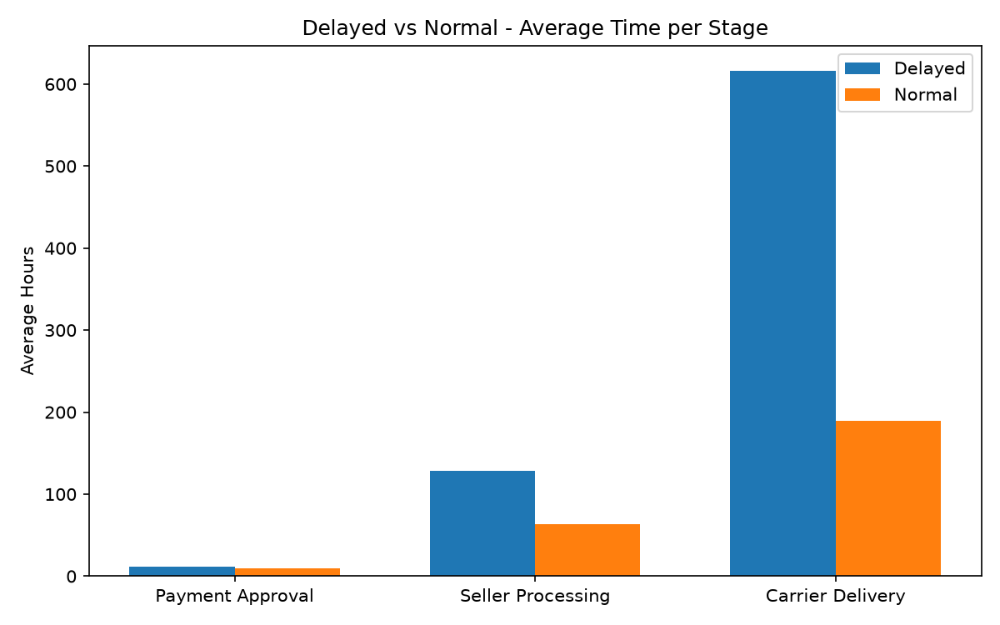 Delayed vs Normal - Average Time per Stage
Delayed
Normal
Average Hours
600
500
400
300
200
100
0
Payment Approval
Seller Processing
Carrier Delivery